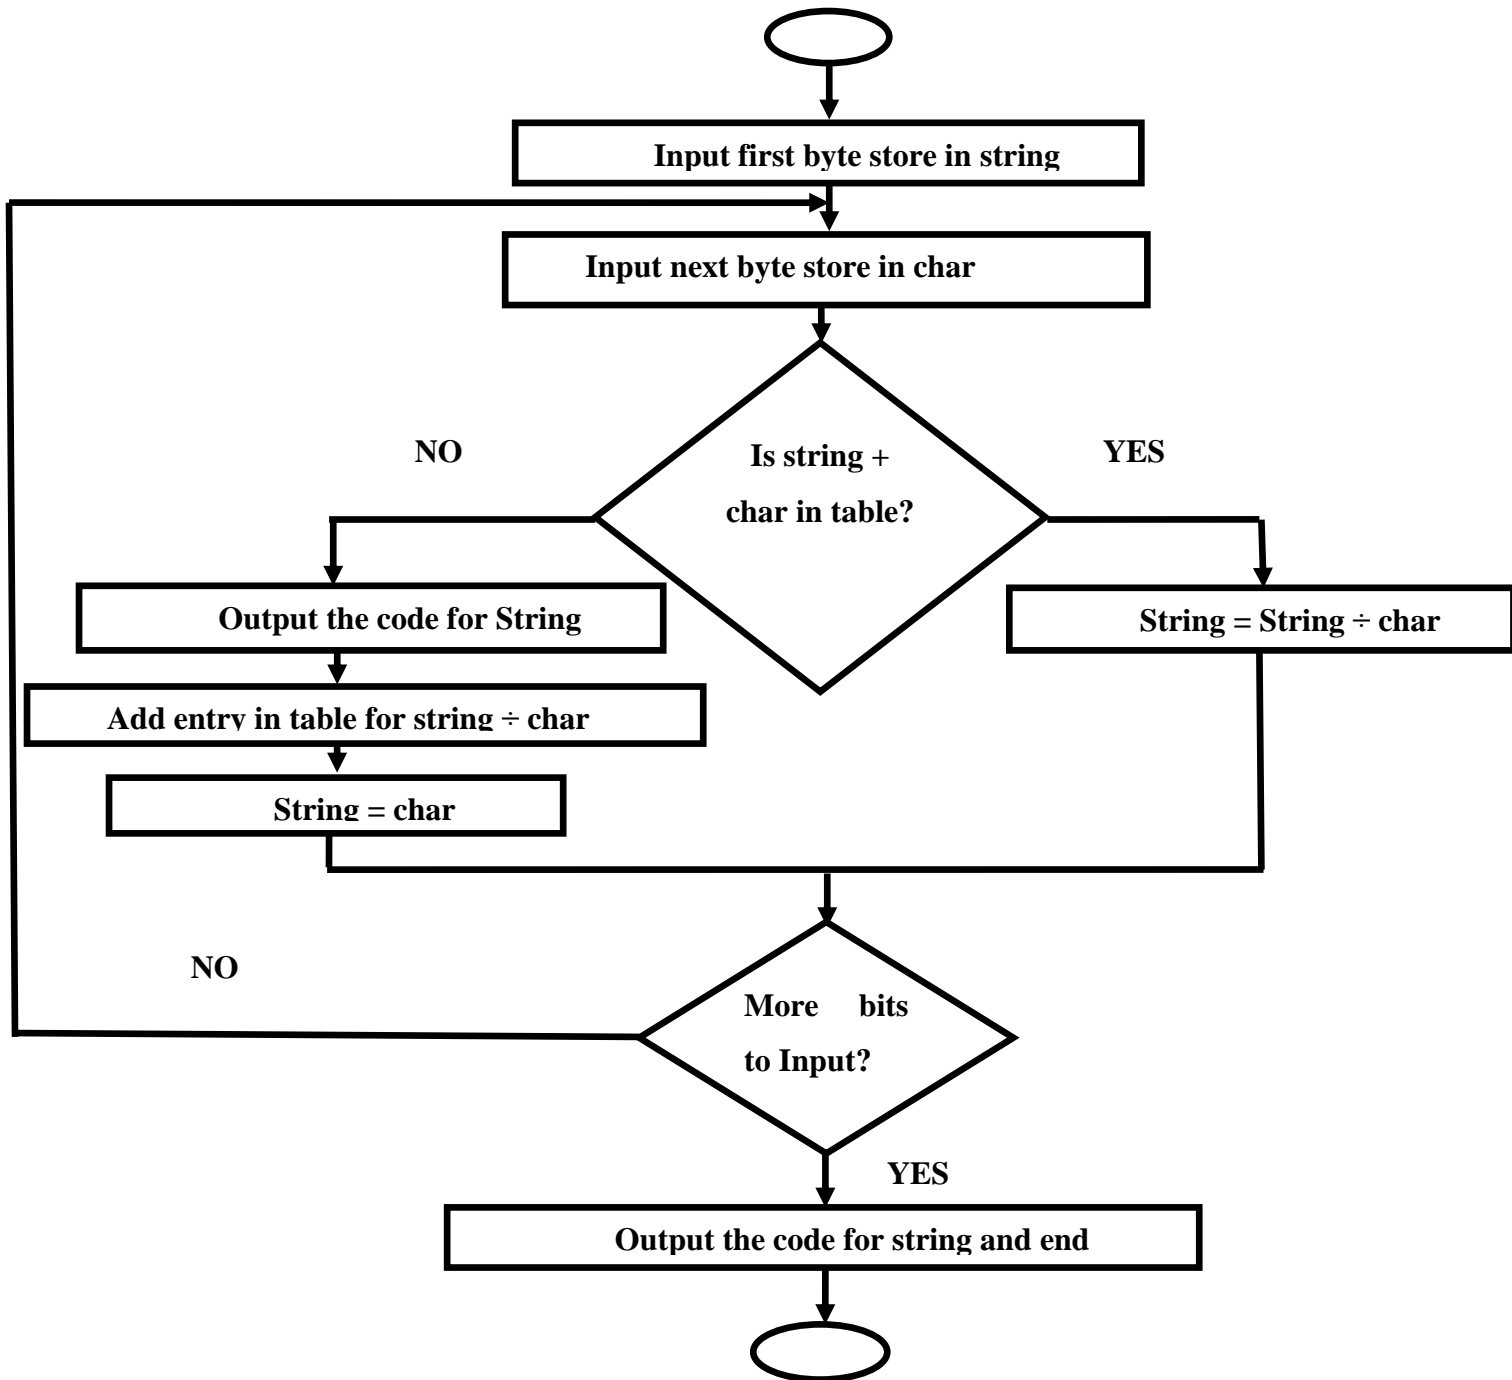 Input first byte store in string
Input next byte store in char
NO
YES
Is string +
char in table?
Output the code for String
String = String ÷ char
Add entry in table for string ÷ char
String = char
NO
More bits
to Input?
YES
Output the code for string and end